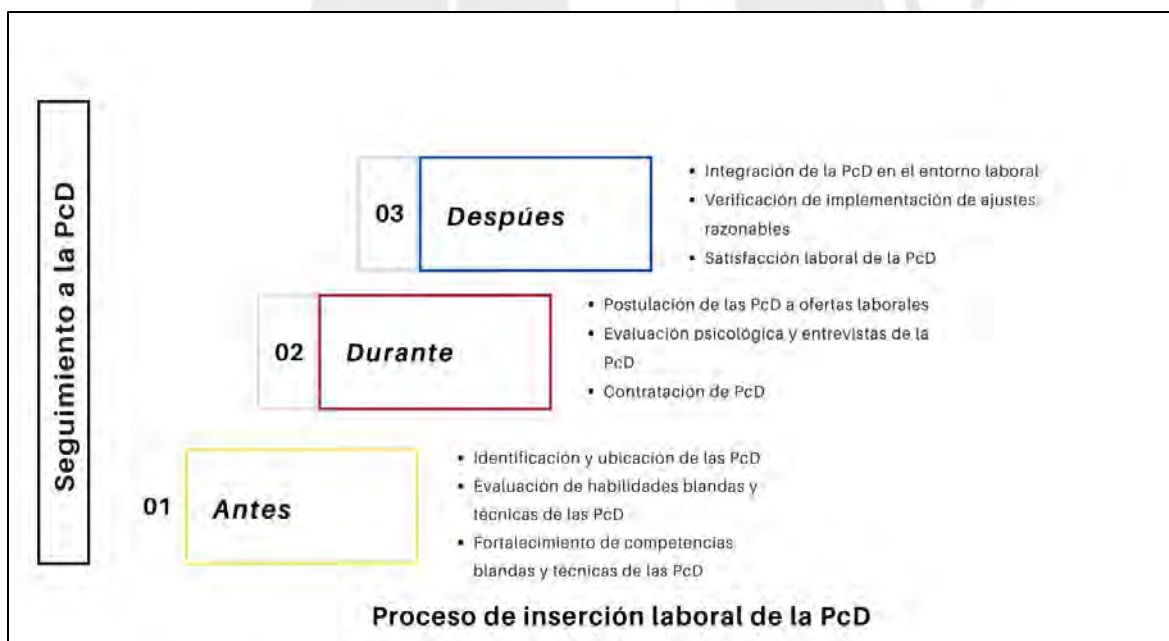 Seguimiento a la PcD
03
Despúes
• Integración de la PcD en el entorno laboral
• Verificación de implementación de ajustes
razonables
• Satisfacción laboral de la PcD
02
Durante
• Postulación de las PcD a ofertas laborales
• Evaluación psicológica y entrevistas de la
PcD
• Contratación de PcD
01
Antes
• Identificación y ubicación de las PcD
• Evaluación de habilidades blandas y
técnicas de las PcD
• Fortalecimiento de competencias
blandas y técnicas de las PcD
Proceso de inserción laboral de la PcD